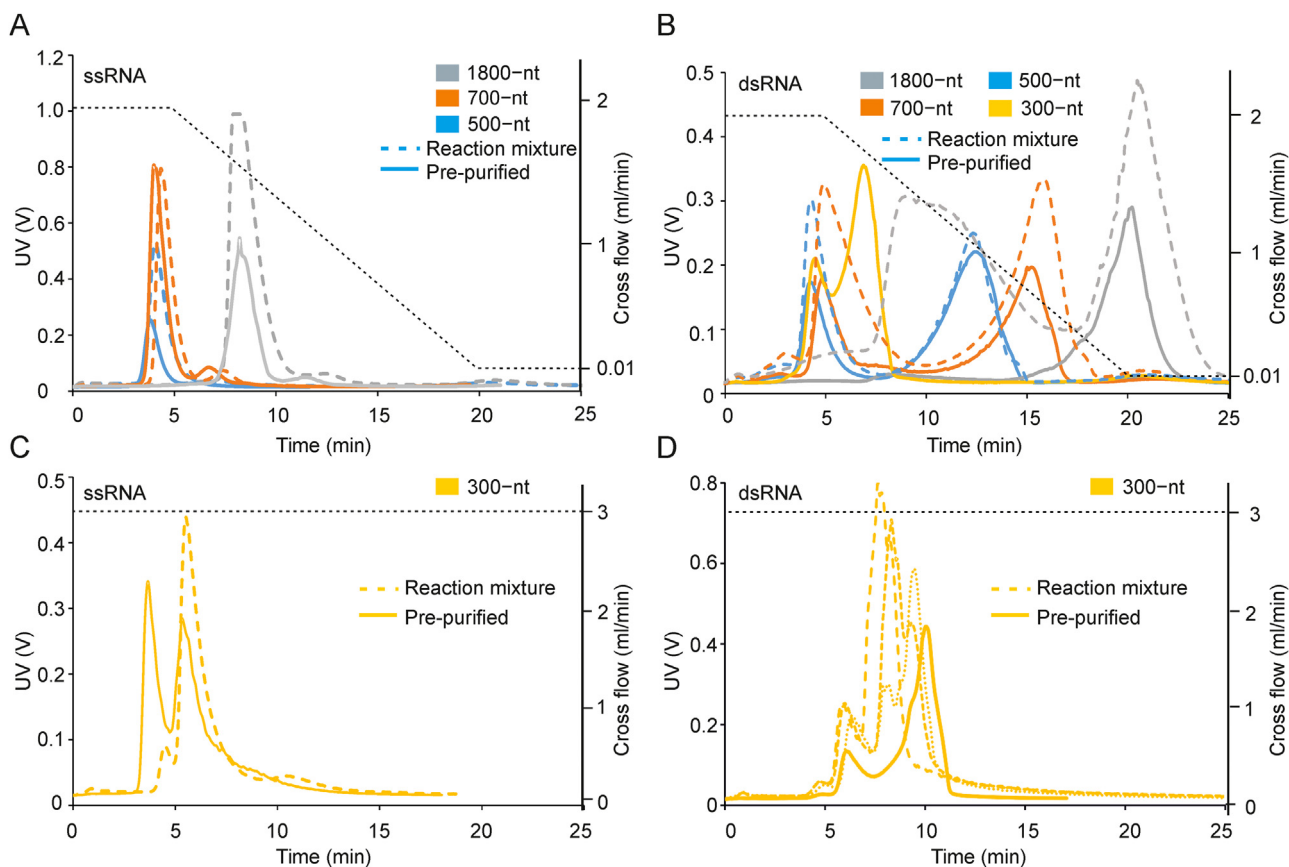 A
ssRNA
1800-nt
700-nt
500-nt
Reaction mixture
Pre-purified
1.2
1.0
0.8
0.6
0.4
0.2
0
UV (V)
0
5
10
15
20
25
Time (min)
2
1
0.01
Cross flow (ml/min)
B
dsRNA
1800-nt
500-nt
700-nt
300-nt
Reaction mixture
Pre-purified
0.5
0.4
0.3
0.2
0.1
0
UV (V)
0
5
10
15
20
25
Time (min)
2
1
0.01
Cross flow (ml/min)
C
ssRNA
300-nt
Reaction mixture
Pre-purified
0.5
0.4
0.3
0.2
0.1
0
UV (V)
0
5
10
15
20
25
Time (min)
3
2
1
0
Cross flow (ml/min)
D
dsRNA
300-nt
Reaction mixture
Pre-purified
0.8
0.6
0.4
0.2
0
UV (V)
0
5
10
15
20
25
Time (min)
3
2
1
0
Cross flow (ml/min)